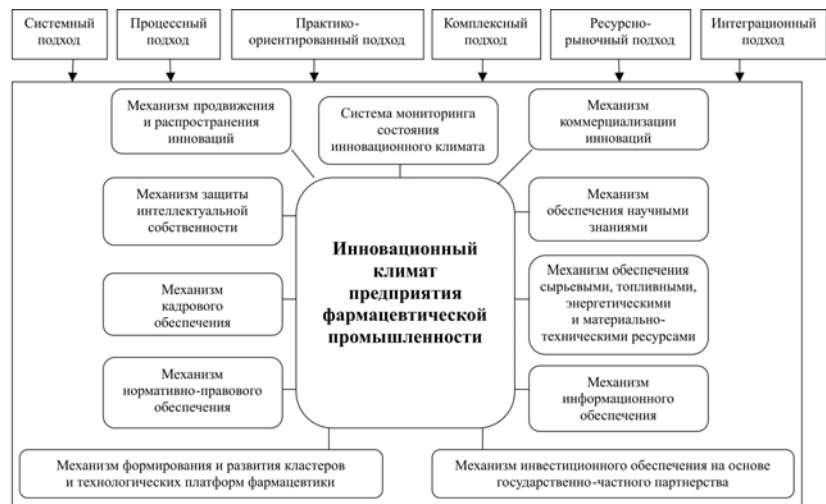 Системный
подход
Процессный
подход
Практико-
ориентированный подход
Комплексный
подход
Ресурсно-
рыночный подход
Интеграционный
подход
Механизм продвижения
и распространения
инноваций
Система мониторинга
состояния
инновационного климата
Механизм
коммерциализации
инноваций
Механизм защиты
интеллектуальной
собственности
Механизм
обеспечения научными
знаниями
Инновационный
климат
предприятия
фармацевтической
промышленности
Механизм
кадрового
обеспечения
Механизм обеспечения
сырьевыми, топливными,
энергетическими
и материально-
техническими ресурсами
Механизм
нормативно-правового
обеспечения
Механизм
информационного
обеспечения
Механизм формирования и развития кластеров
и технологических платформ фармацевтики
Механизм инвестиционного обеспечения на основе
государственно-частного партнерства